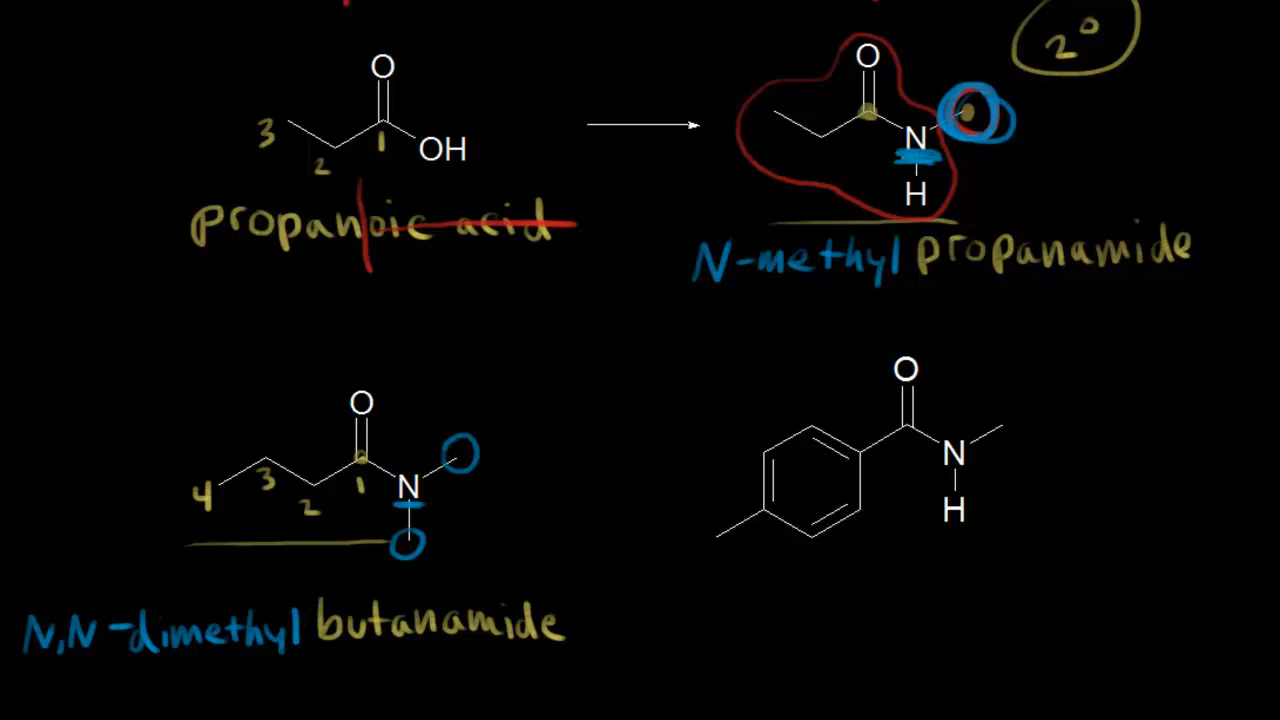 2°
O
3 2 1 OH
propanoic acid
O
N
H
N-methyl propanamide
O
4 3 2 1 N
N,N-dimethyl butanamide
O
N
H